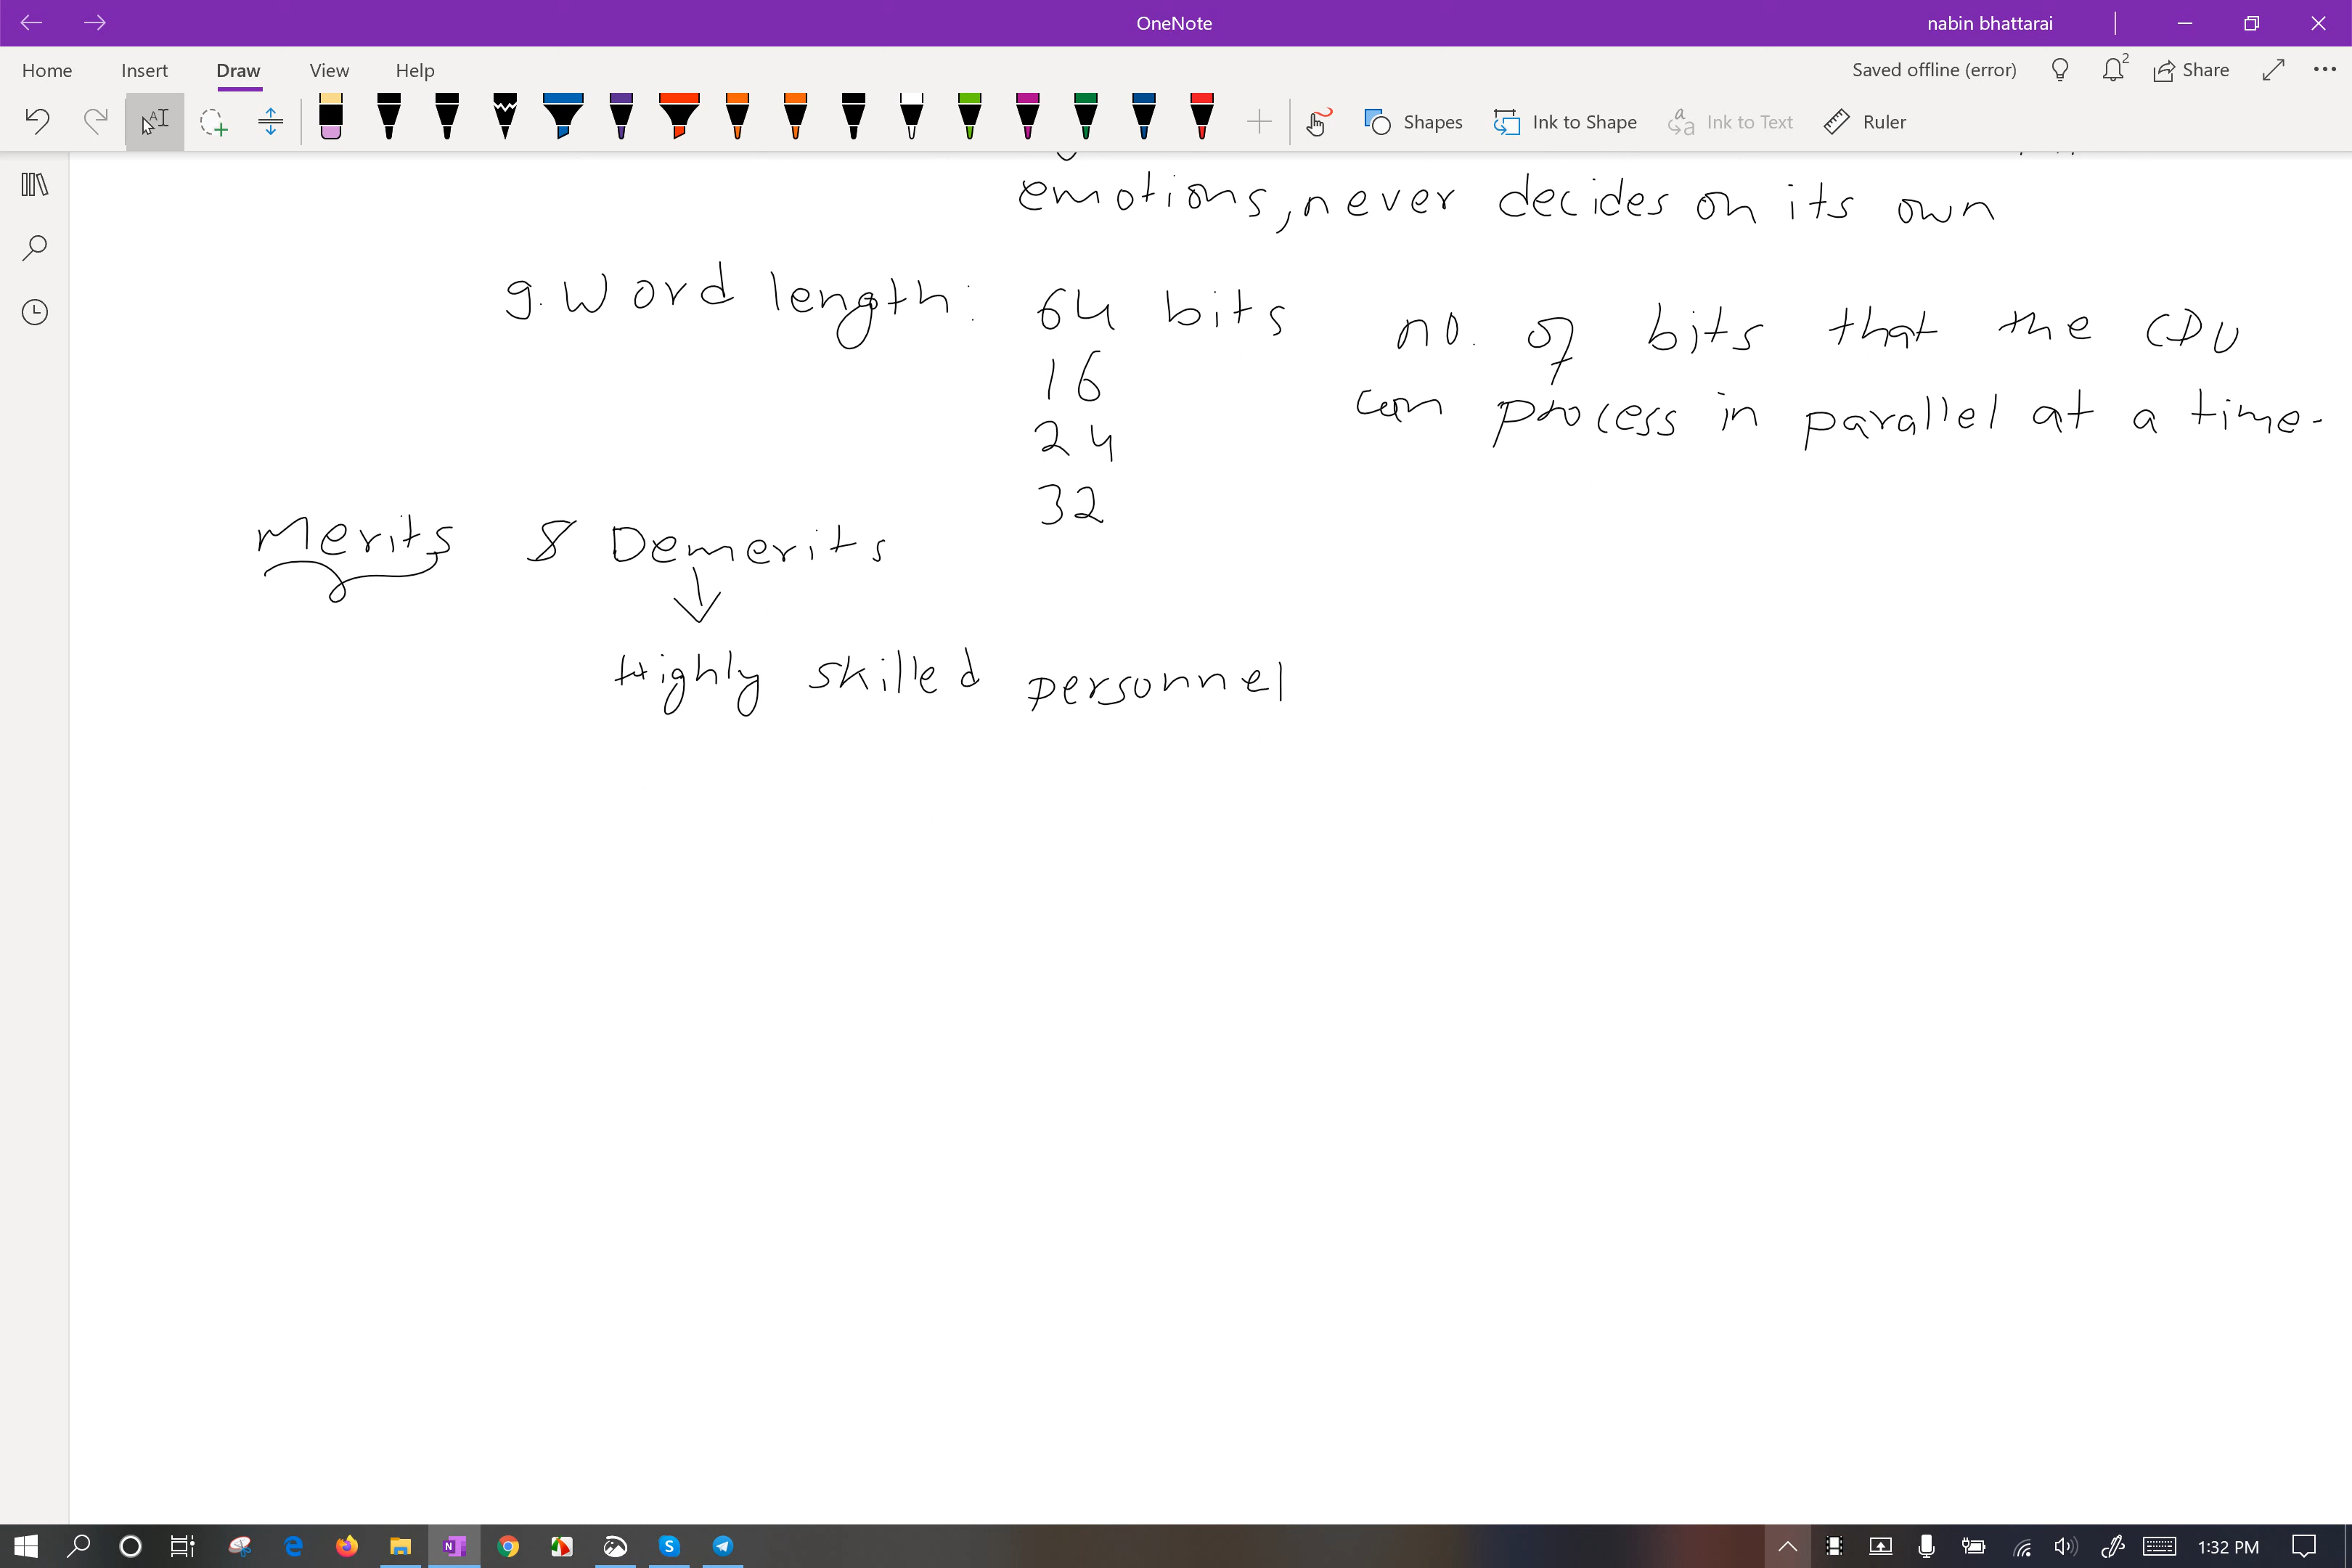 OneNote
nabin bhattarai
Home Insert Draw View Help
Saved offline (error) 2 Share
Shapes Ink to Shape Ink to Text Ruler
emotions, never decides on its own
9. Word length: 64 bits no. of bits that the CPU
16
can process in parallel at a time.
24
32
Merits & Demerits
Highly skilled personnel
1:32 PM